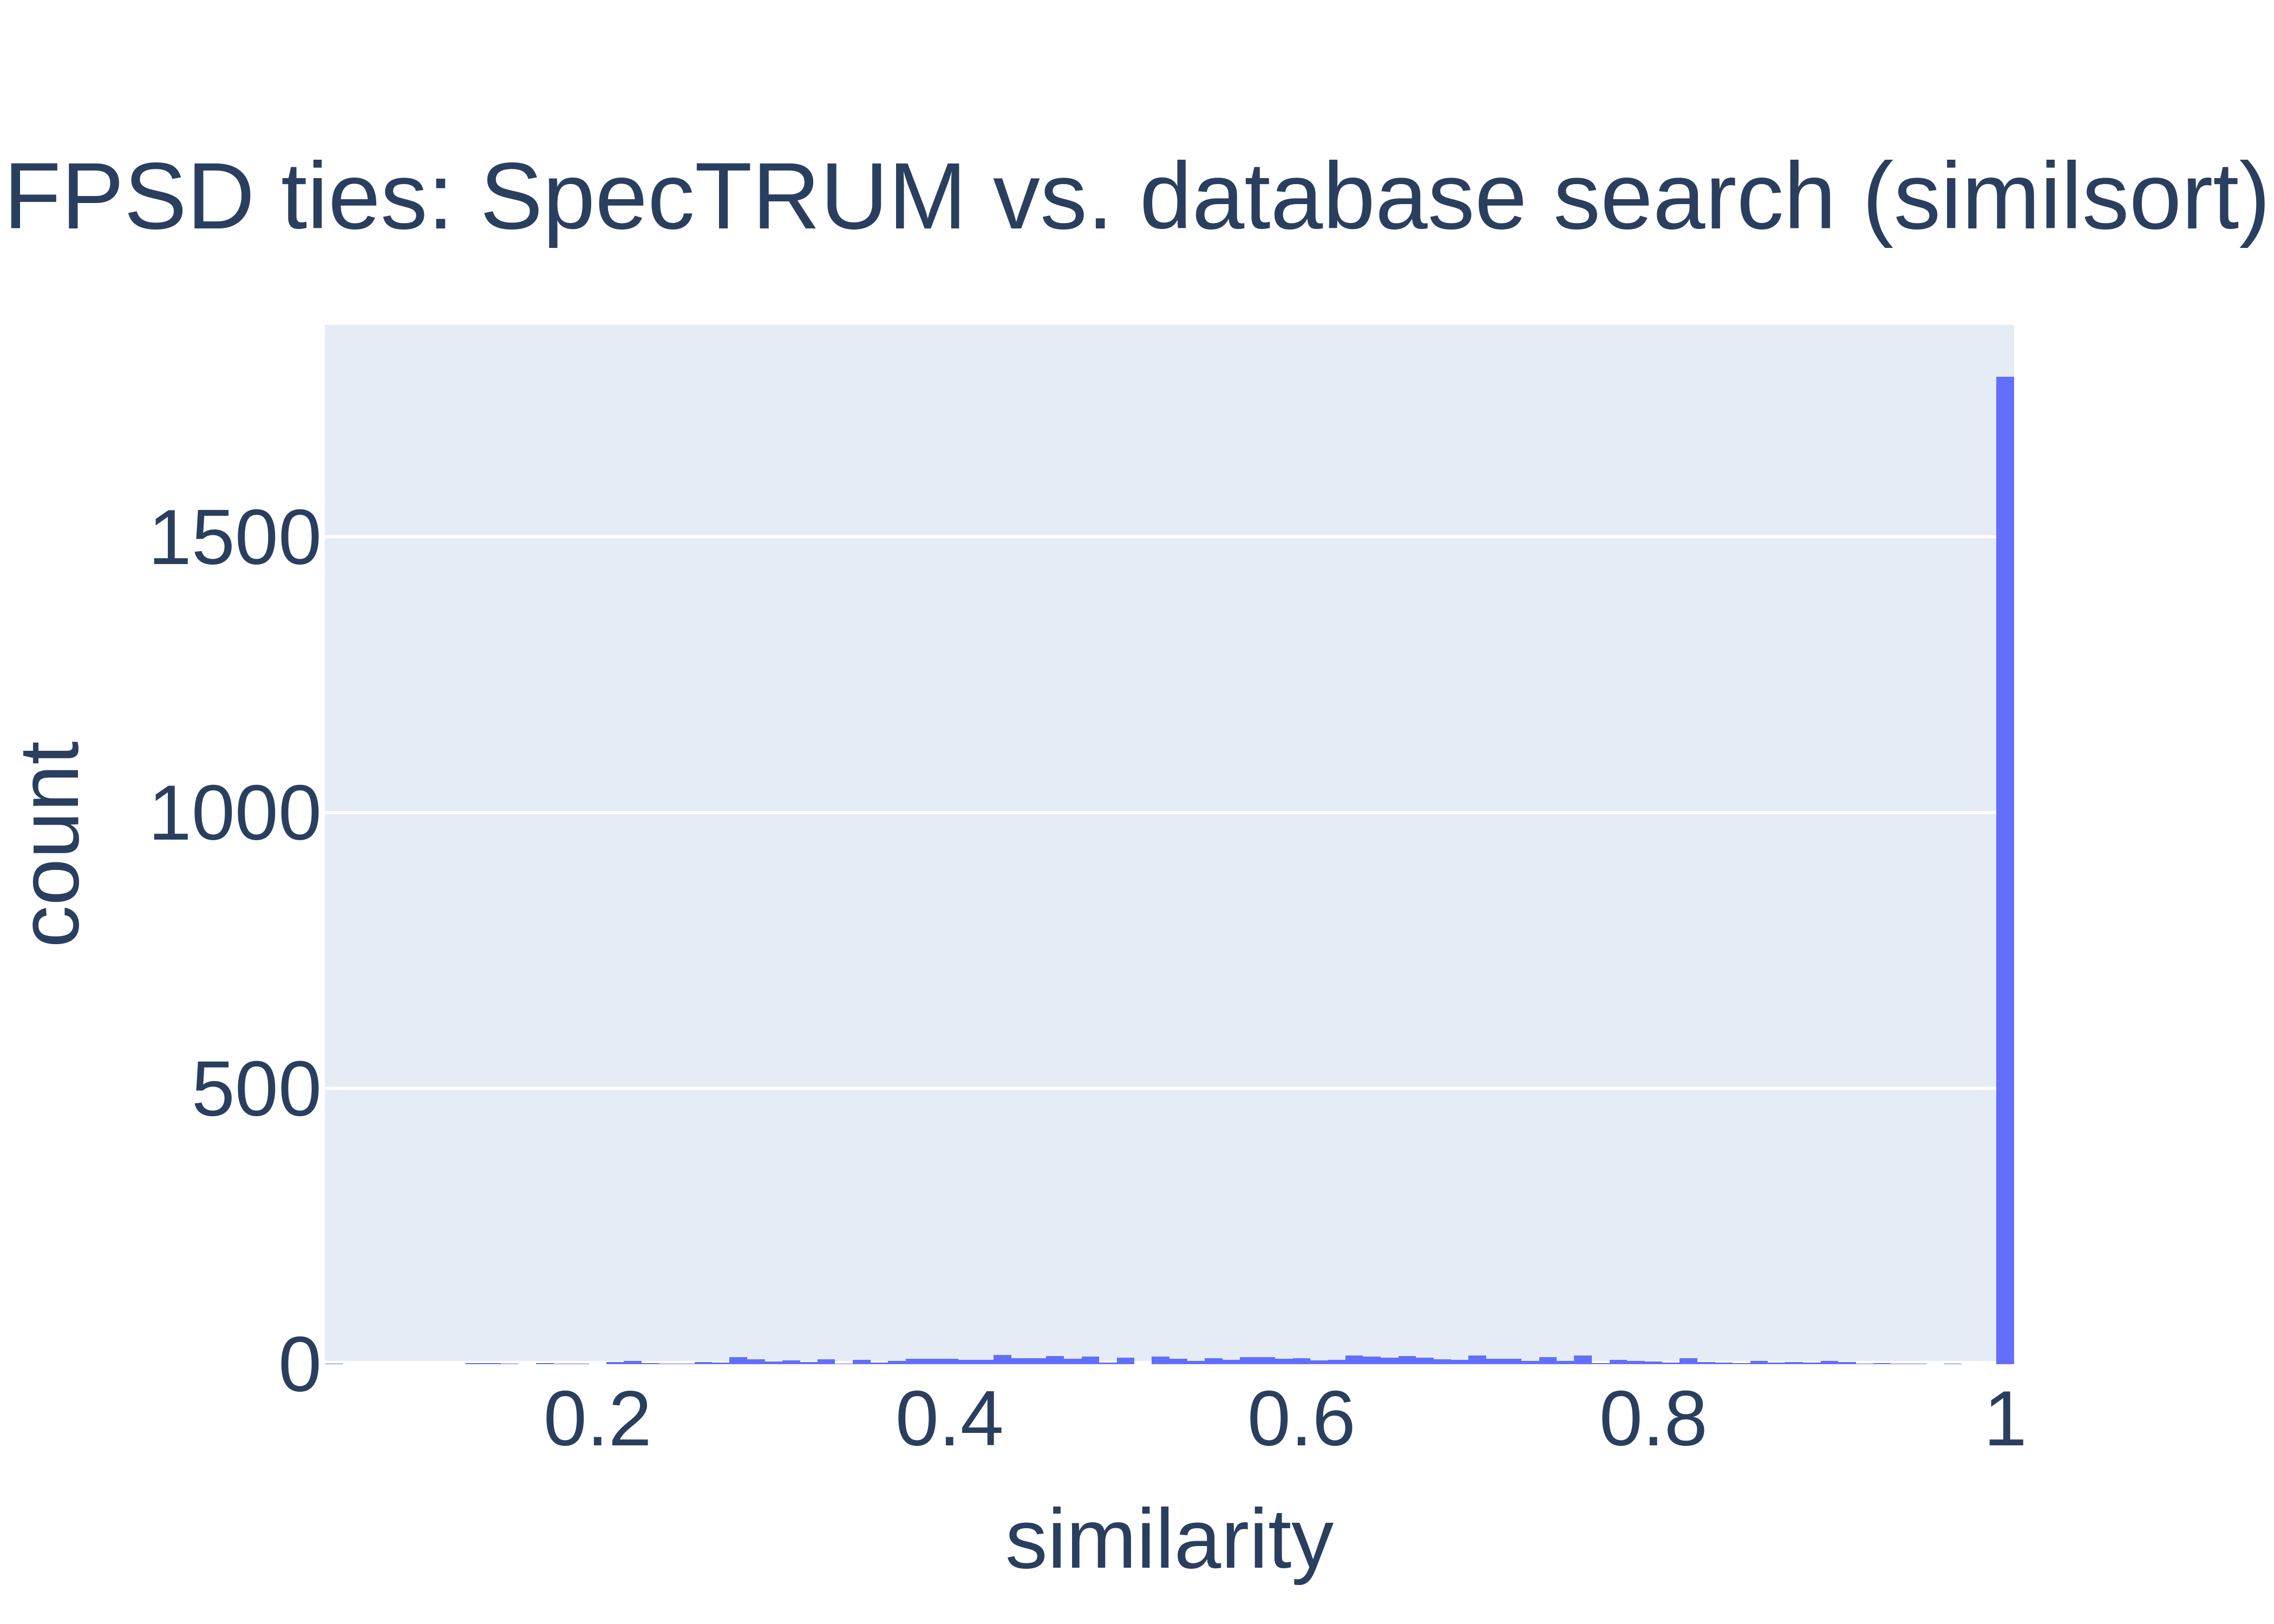 FPSD ties: SpecTRUM vs. database search (similsort)
count
1500
1000
500
0
0.2 0.4 0.6 0.8 1
similarity